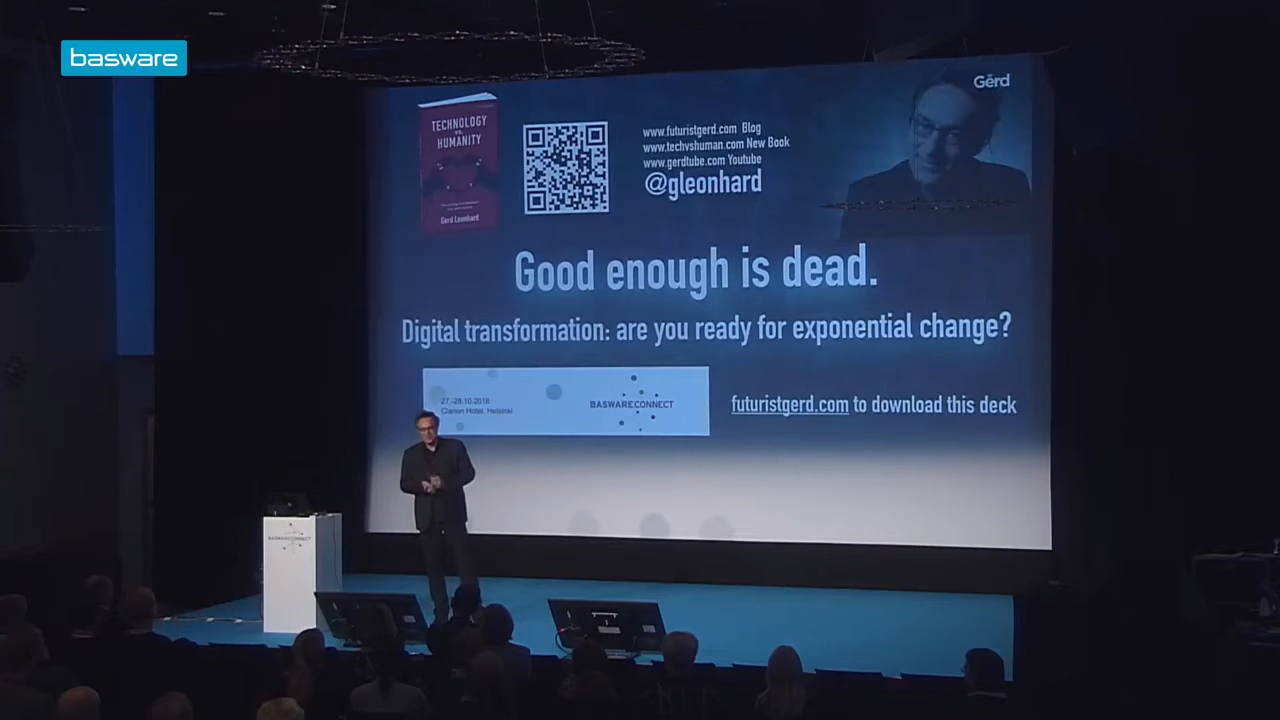 basware
Gerd
TECHNOLOGY
vs.
HUMANITY
Gerd Leonhard
www.futuristgerd.com Blog
www.techvshuman.com New Book
www.gerdtube.com Youtube
@gleonhard
Good enough is dead.
Digital transformation: are you ready for exponential change?
27.-28.10.2016
Clarion Hotel, Helsinki
BASWARECONNECT
futuristgerd.com to download this deck
BASWARECONNECT